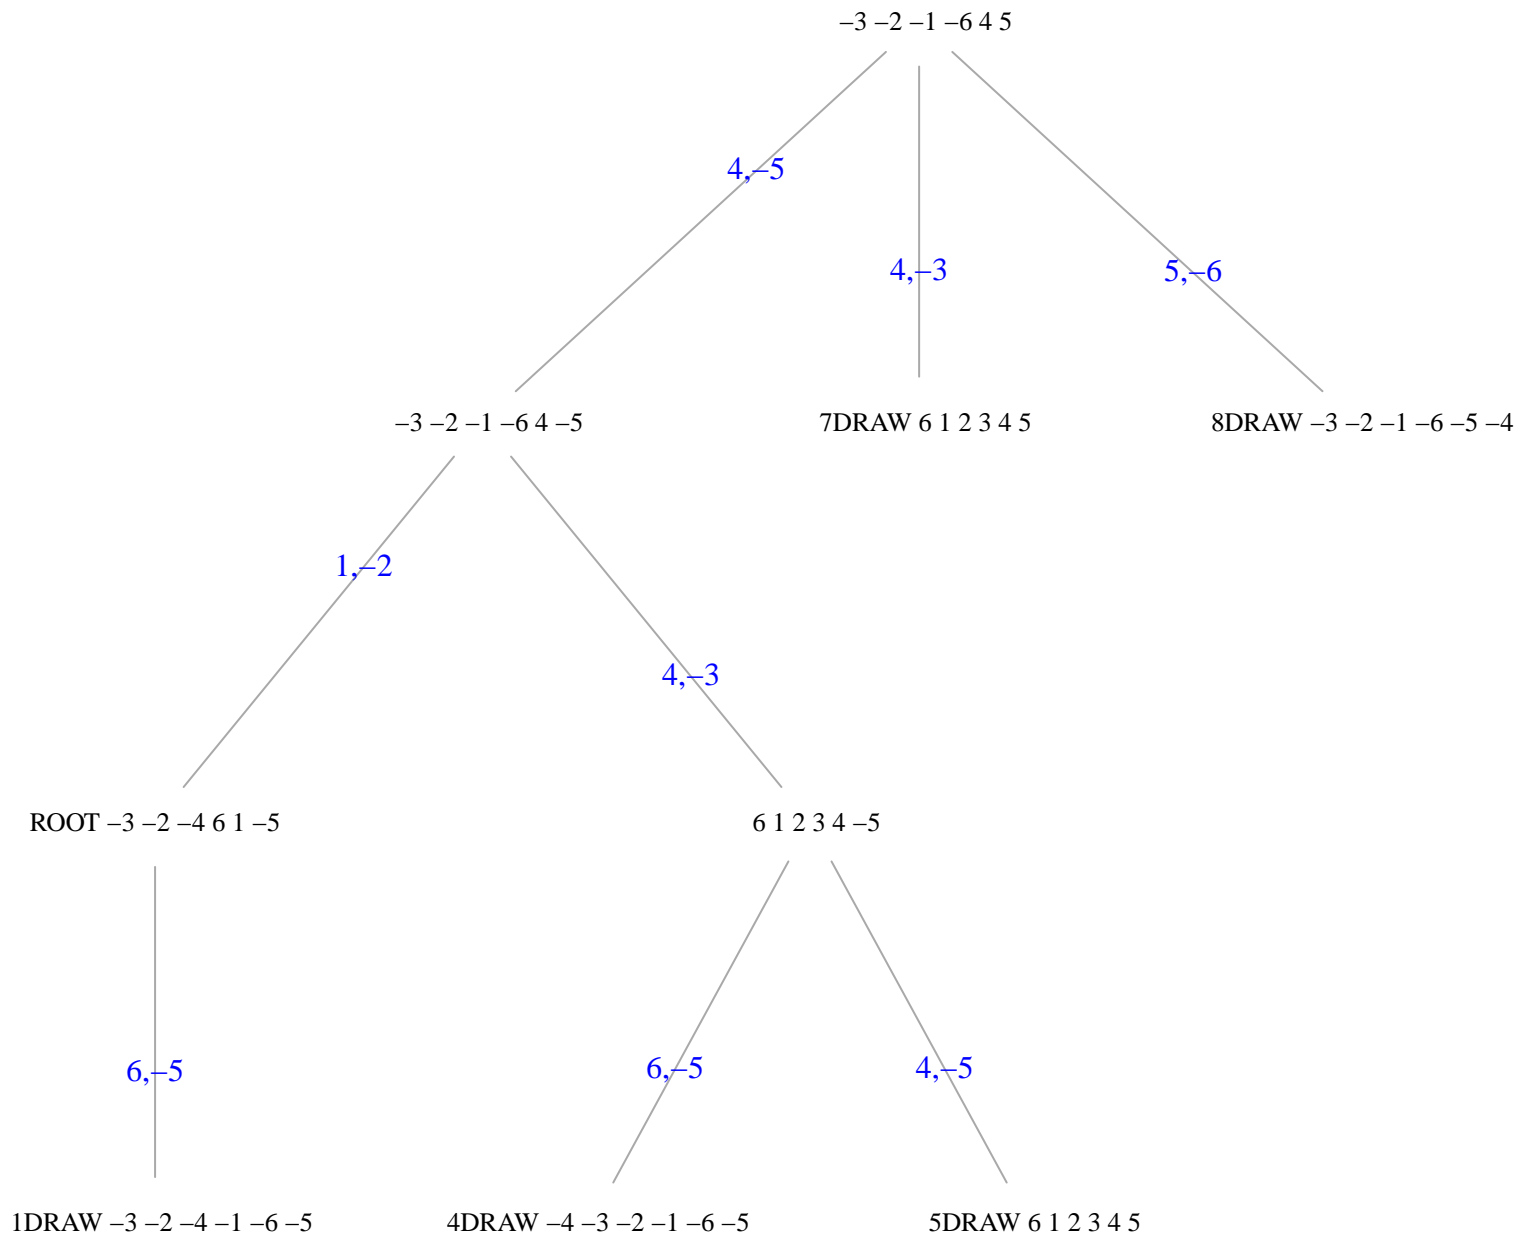 –3 –2 –1 –6 4 5
4,–5
4,–3
5,–6
–3 –2 –1 –6 4 –5
7DRAW 6 1 2 3 4 5
8DRAW –3 –2 –1 –6 –5 –4
1,–2
4,–3
ROOT –3 –2 –4 6 1 –5
6 1 2 3 4 –5
6,–5
6,–5
4,–5
1DRAW –3 –2 –4 –1 –6 –5
4DRAW –4 –3 –2 –1 –6 –5
5DRAW 6 1 2 3 4 5